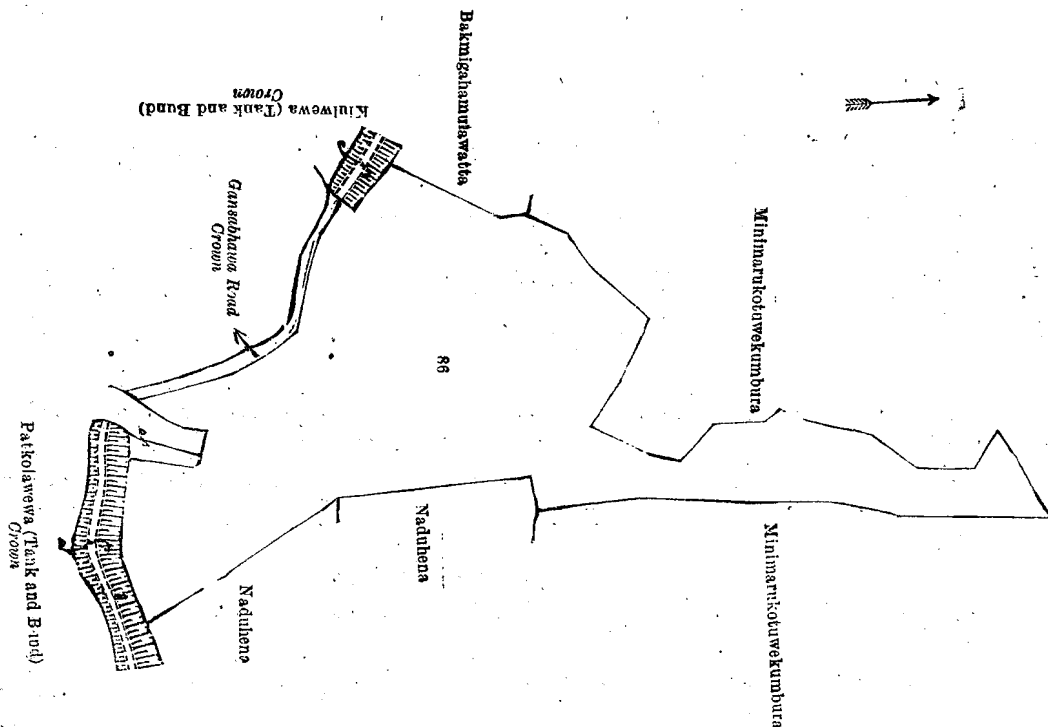 Bakmigahamulawatta
Kiulwewa (Tank and Bund)
Crown
Gansabhawa Road
Crown
Minimarukotuwekumbura
86
Naduhena
Naduhena
Minimarukotuwekumbura
Patkolawewa (Tank and Bund)
Crown